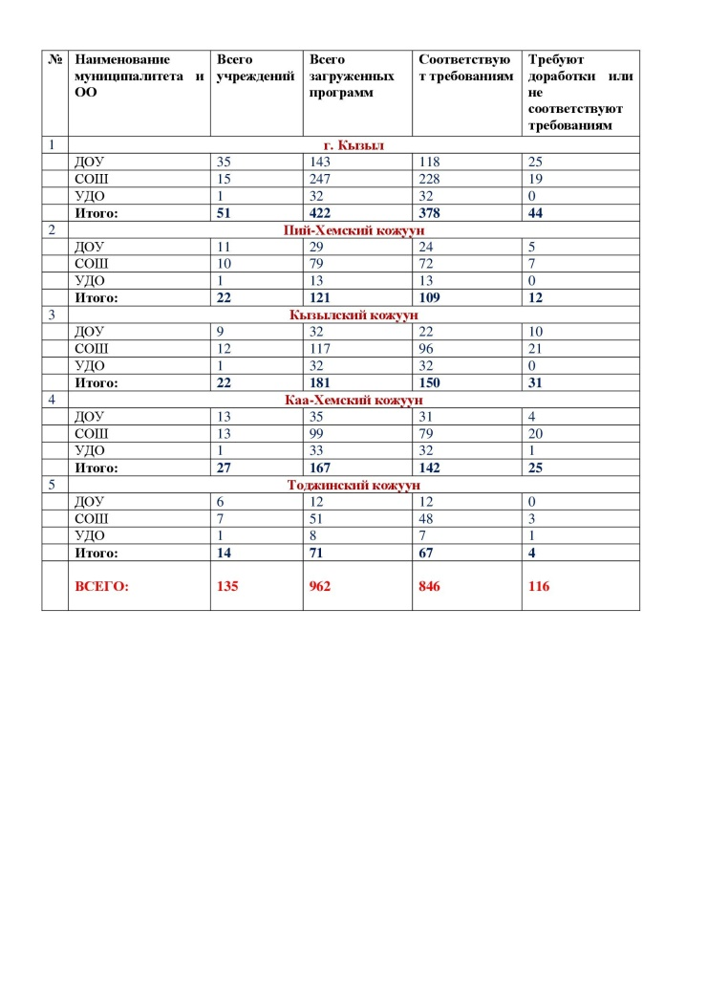 № Наименование муниципалитета и ОО Всего учреждений Всего загруженных программ Соответствую т требованиям Требуют доработки или не соответствуют требованиям
1 г. Кызыл
ДОУ 35 143 118 25
СОШ 15 247 228 19
УДО 1 32 32 0
Итого: 51 422 378 44
2 Пий-Хемский кожуун
ДОУ 11 29 24 5
СОШ 10 79 72 7
УДО 1 13 13 0
Итого: 22 121 109 12
3 Кызылский кожуун
ДОУ 9 32 22 10
СОШ 12 117 96 21
УДО 1 32 32 0
Итого: 22 181 150 31
4 Каа-Хемский кожуун
ДОУ 13 35 31 4
СОШ 13 99 79 20
УДО 1 33 32 1
Итого: 27 167 142 25
5 Тоджинский кожуун
ДОУ 6 12 12 0
СОШ 7 51 48 3
УДО 1 8 7 1
Итого: 14 71 67 4
ВСЕГО: 135 962 846 116